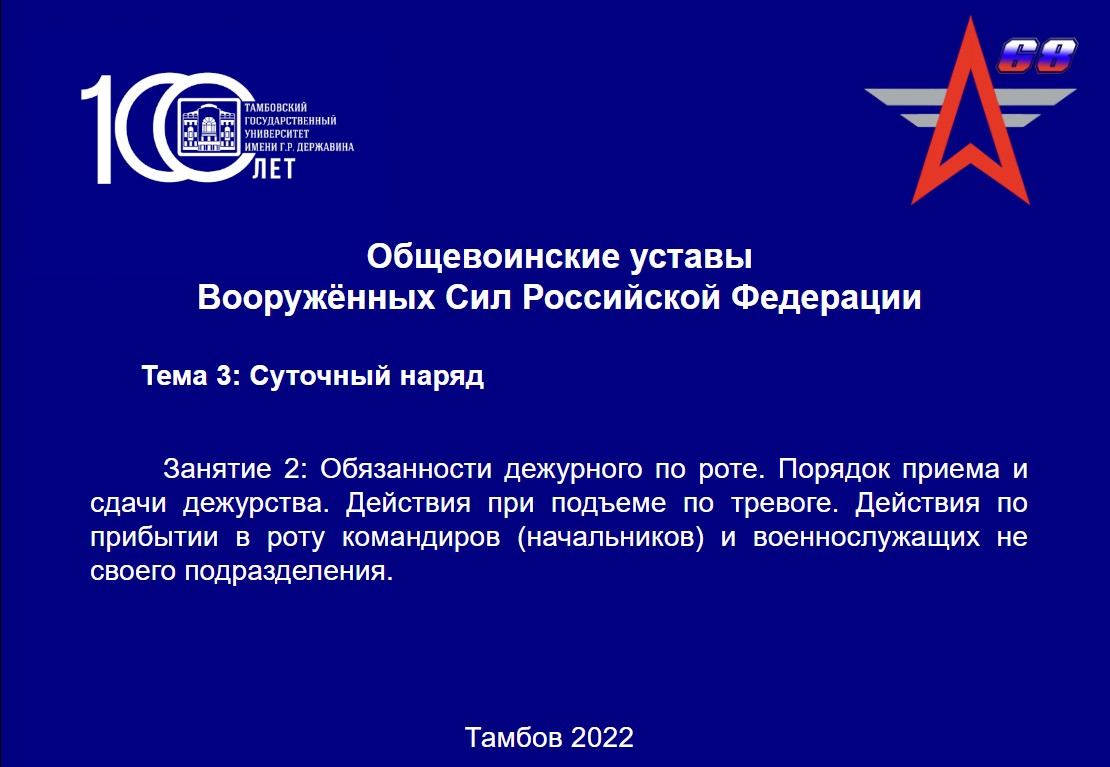 68
100
ТАМБОВСКИЙ
ГОСУДАРСТВЕННЫЙ
УНИВЕРСИТЕТ
ИМЕНИ Г.Р. ДЕРЖАВИНА
ЛЕТ
Общевоинские уставы
Вооружённых Сил Российской Федерации
Тема 3: Суточный наряд
Занятие 2: Обязанности дежурного по роте. Порядок приема и
сдачи дежурства. Действия при подъеме по тревоге. Действия по
прибытии в роту командиров (начальников) и военнослужащих не
своего подразделения.
Тамбов 2022